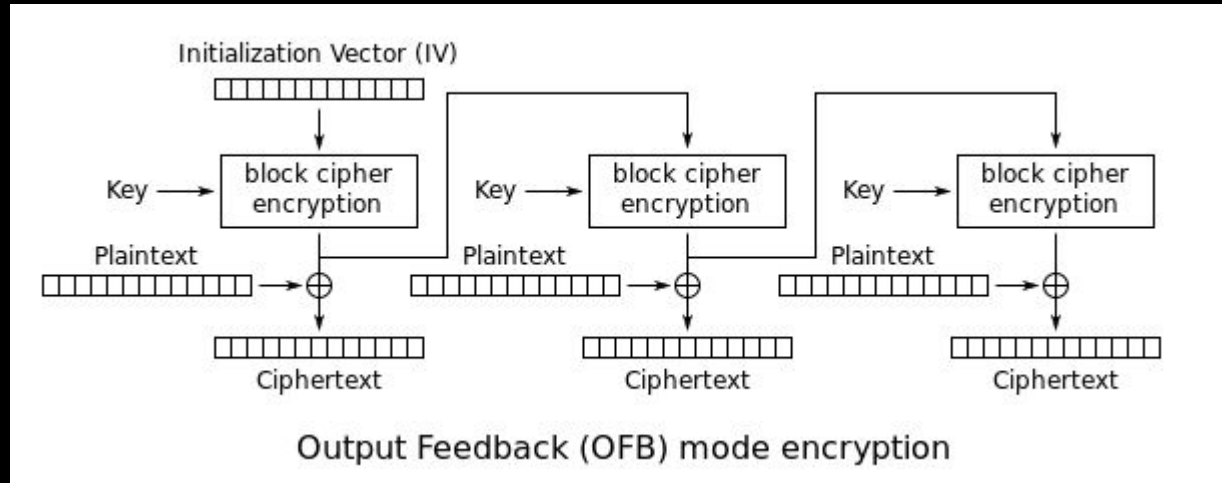 Initialization Vector (IV)
block cipher
encryption
block cipher
encryption
block cipher
encryption
Key
Key
Key
Plaintext
Plaintext
Plaintext
Ciphertext
Ciphertext
Ciphertext
Output Feedback (OFB) mode encryption